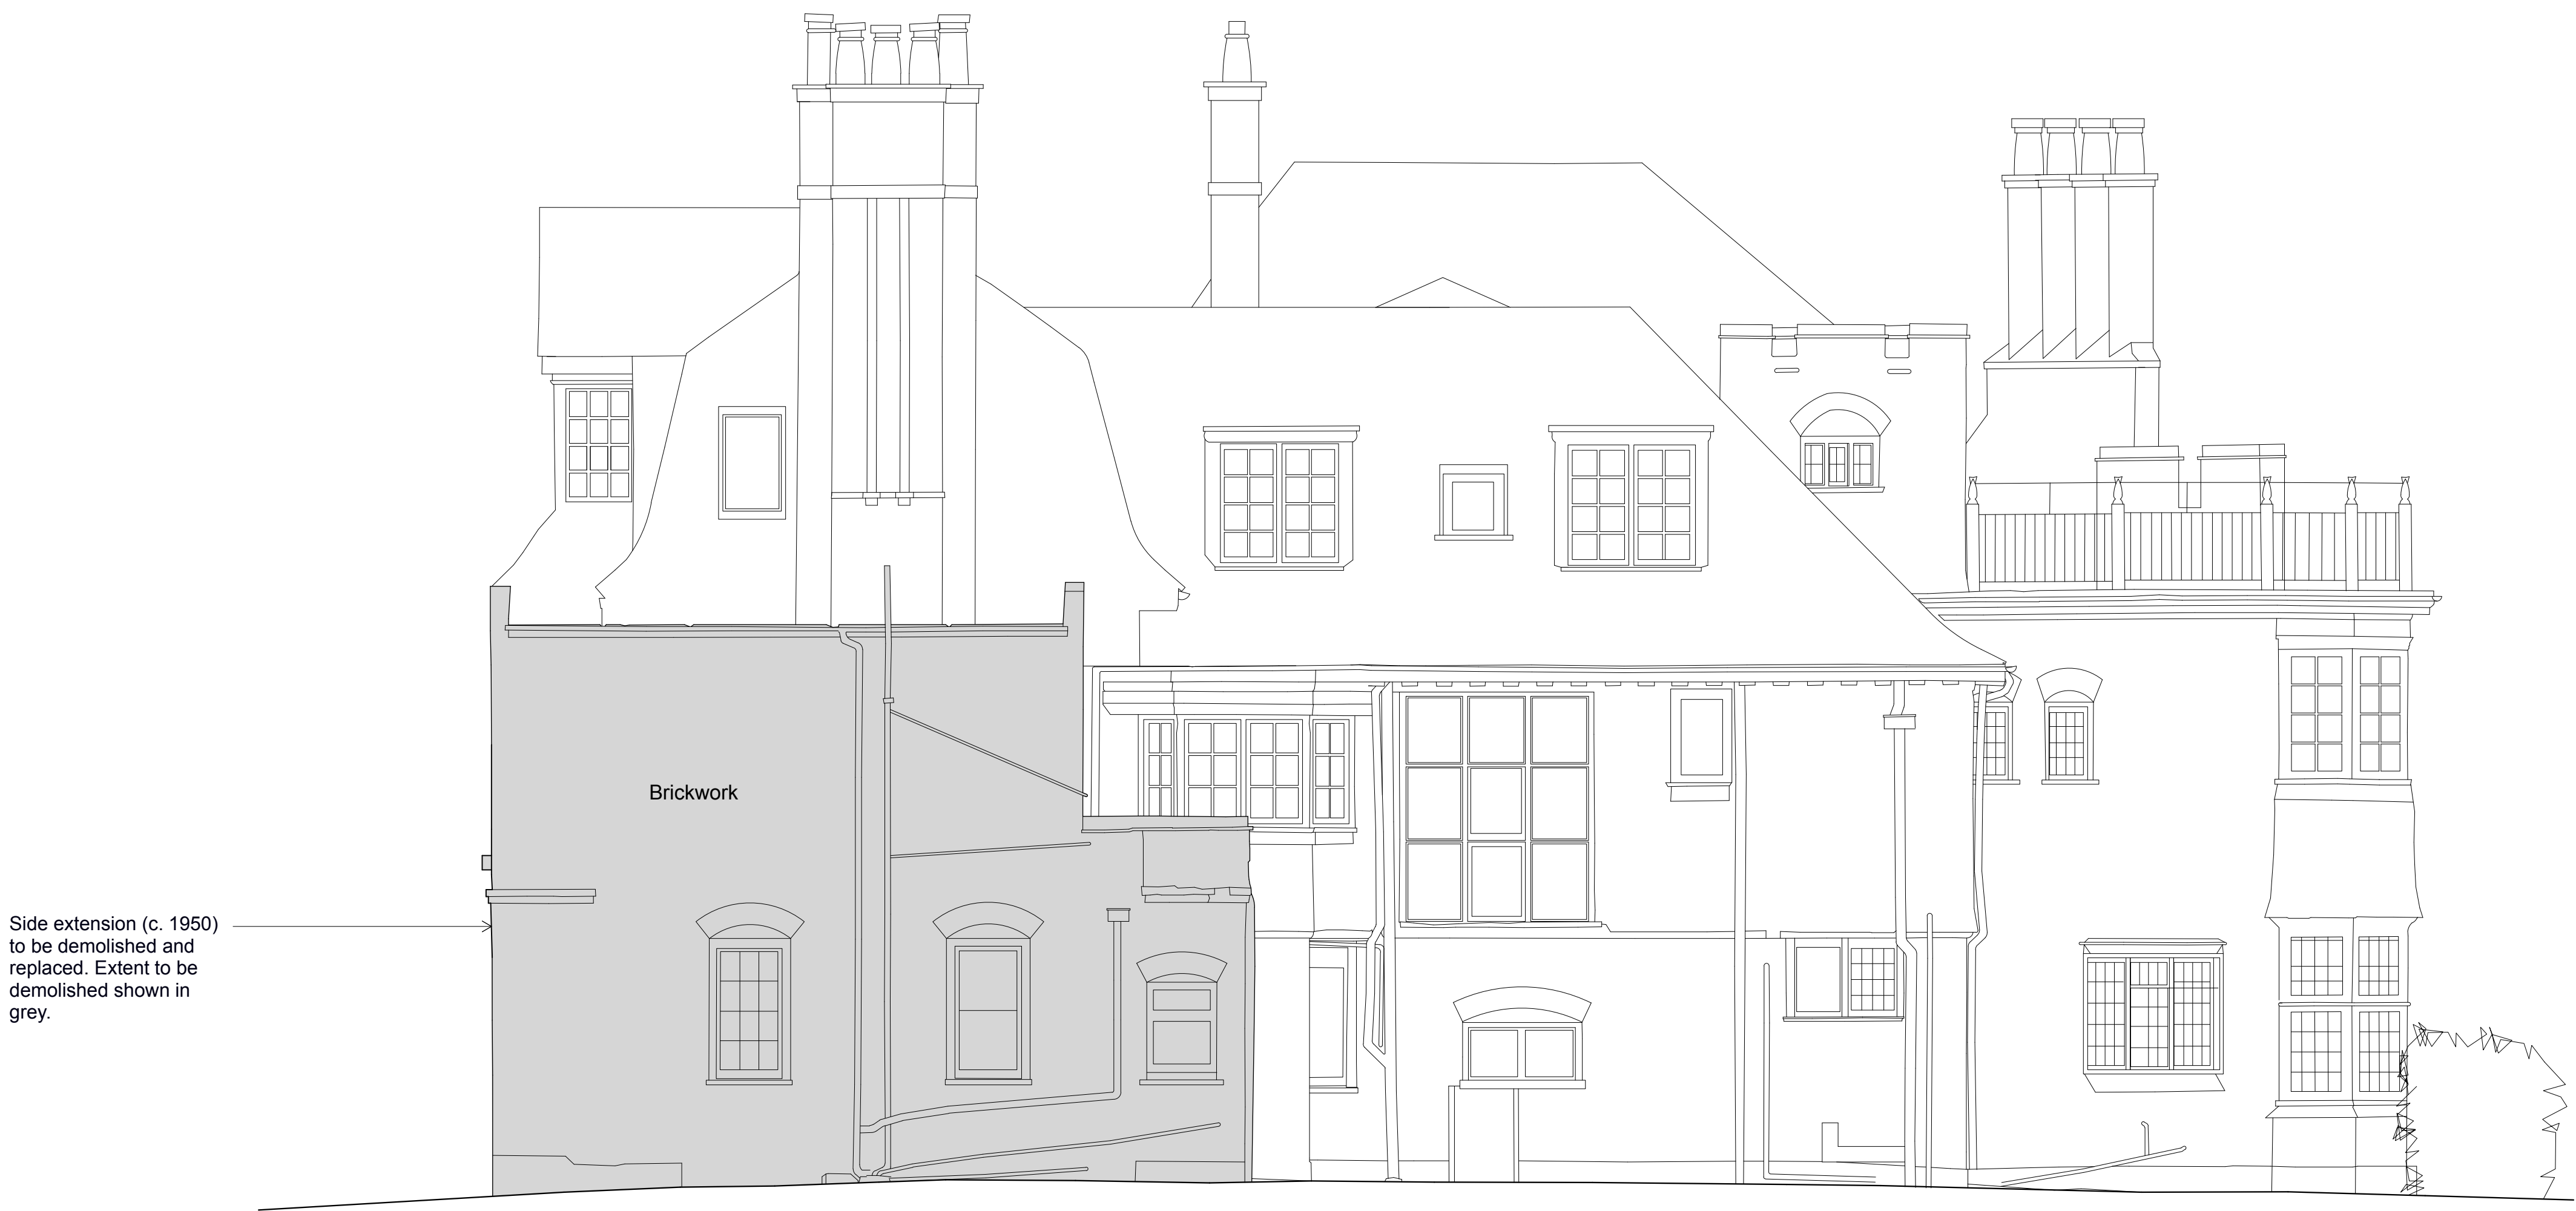 Brickwork
Side extension (c. 1950)
to be demolished and
replaced. Extent to be
demolished shown in
grey.